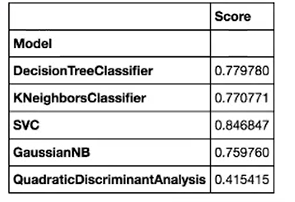 Score
Model
DecisionTreeClassifier 0.779780
KNeighborsClassifier 0.770771
SVC 0.846847
GaussianNB 0.759760
QuadraticDiscriminantAnalysis 0.415415